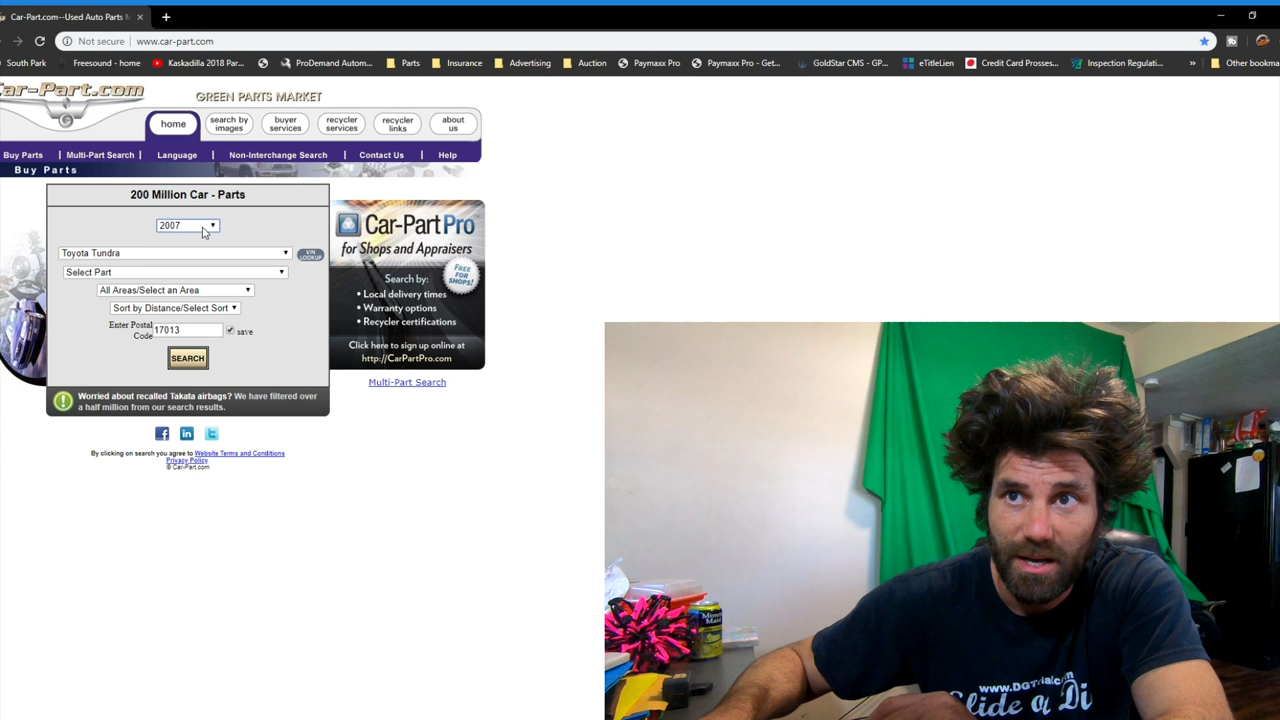 Car-Part.com--Used Auto Parts M
Not secure | www.car-part.com
South Park Freesound - home Kaskadilla 2018 Par... ProDemand Autom... Parts Insurance Advertising Auction Paymaxx Pro Paymaxx Pro - Get... GoldStar CMS - GP... eTitleLien Credit Card Prosses... Inspection Regulati... » Other bookma
ar-Part.com
GREEN PARTS MARKET
home
search by images
buyer services
recycler services
recycler links
about us
Buy Parts | Multi-Part Search | Language | Non-Interchange Search | Contact Us | Help
Buy Parts
200 Million Car - Parts
2007
Toyota Tundra
VIN LOOKUP
Select Part
All Areas/Select an Area
Sort by Distance/Select Sort
Enter Postal
Code 17013 save
SEARCH
Worried about recalled Takata airbags? We have filtered over
a half million from our search results.
By clicking on search you agree to Website Terms and Conditions
Privacy Policy
© Car-Part.com
Car-Part Pro
for Shops and Appraisers
FREE
FOR
SHOPS!
Search by:
• Local delivery times
• Warranty options
• Recycler certifications
Click here to sign up online at
http://CarPartPro.com
Multi-Part Search
Minute
Maid